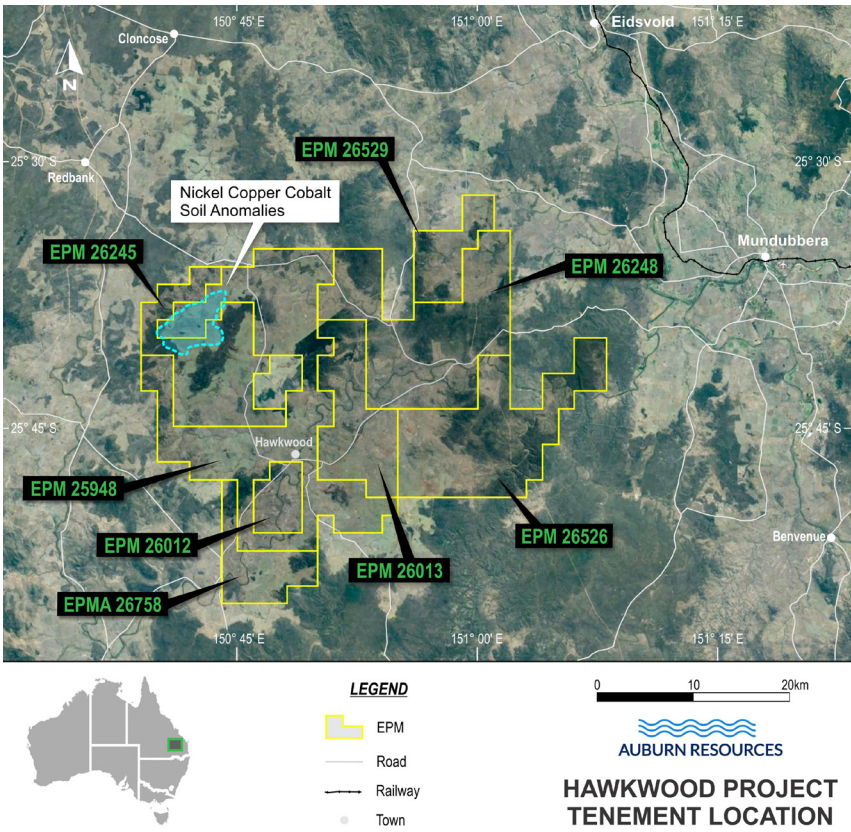 150° 45' E
151° 00' E
151° 15' E
Eidsvold
Cloncose
N
EPM 26529
25° 30' S
25° 30' S
Redbank
Nickel Copper Cobalt
Soil Anomalies
EPM 26245
Mundubbera
EPM 26248
25° 45' S
25° 45' S
Hawkwood
EPM 25948
EPM 26012
EPM 26526
Benvenue
EPM 26013
EPMA 26758
150° 45' E
151° 00' E
151° 15' E
LEGEND
EPM
Road
Railway
Town
0 10 20km
AUBURN RESOURCES
HAWKWOOD PROJECT
TENEMENT LOCATION